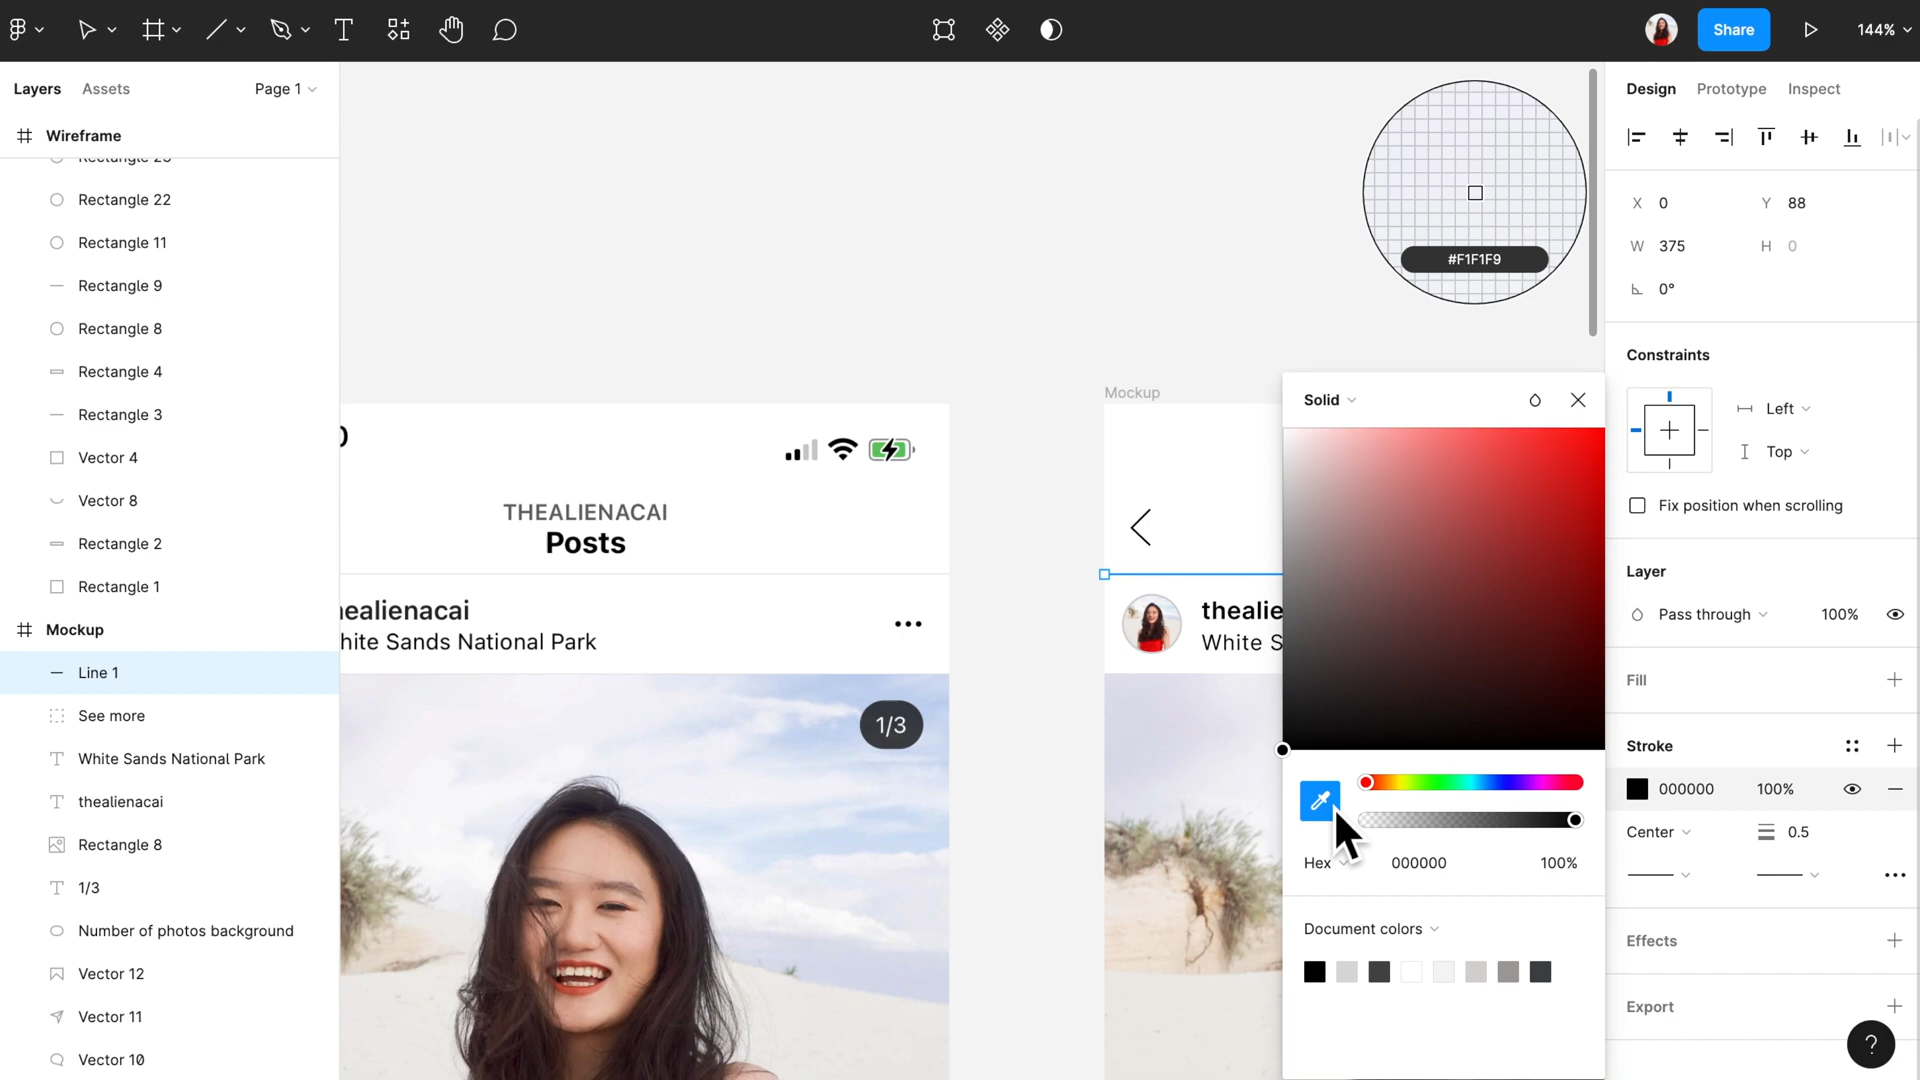 Share
144%
Layers
Assets
Page 1
Design
Prototype
Inspect
Wireframe
Rectangle 23
Rectangle 22
Rectangle 11
Rectangle 9
Rectangle 8
Rectangle 4
Rectangle 3
Vector 4
Vector 8
Rectangle 2
Rectangle 1
Mockup
Line 1
See more
White Sands National Park
thealienacai
Rectangle 8
1/3
Number of photos background
Vector 12
Vector 11
Vector 10
#F1F1F9
THEALIENACAI
Posts
healienacai
hite Sands National Park
1/3
Mockup
thealie
White S
Solid
Hex
000000
100%
Document colors
X 0
Y 88
W 375
H 0
0°
Constraints
Left
Top
Fix position when scrolling
Layer
Pass through
100%
Fill
Stroke
000000
100%
Center
0.5
Effects
Export
?